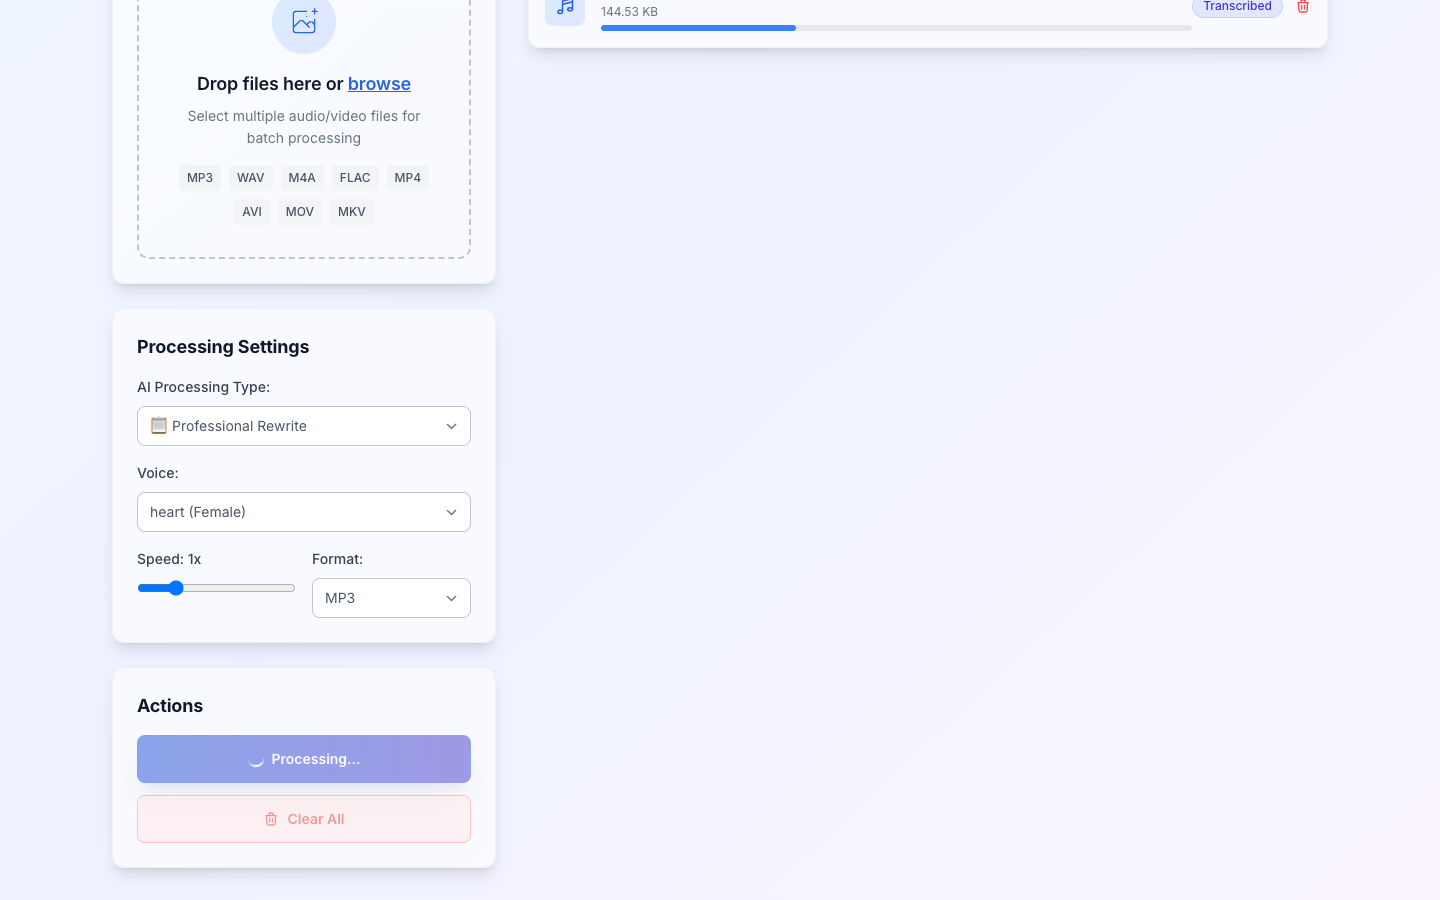 Drop files here or browse
Select multiple audio/video files for
batch processing
MP3 WAV M4A FLAC MP4
AVI MOV MKV
Processing Settings
AI Processing Type:
Professional Rewrite
Voice:
heart (Female)
Speed: 1x
Format:
MP3
Actions
Processing...
Clear All
144.53 KB
Transcribed